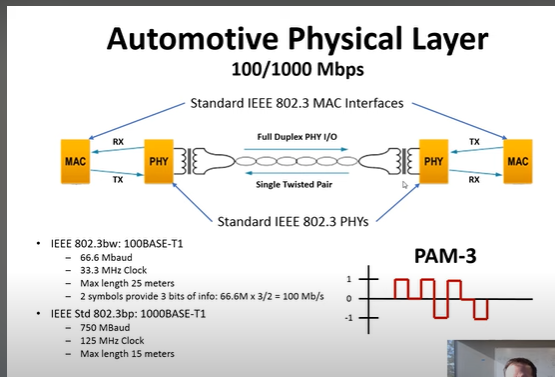 Automotive Physical Layer
100/1000 Mbps
Standard IEEE 802.3 MAC Interfaces
RX
Full Duplex PHY I/O
TX
MAC
PHY
PHY
MAC
TX
Single Twisted Pair
RX
Standard IEEE 802.3 PHYs
• IEEE 802.3bw: 100BASE-T1
– 66.6 Mbaud
– 33.3 MHz Clock
– Max length 25 meters
– 2 symbols provide 3 bits of info: 66.6M x 3/2 = 100 Mb/s
• IEEE Std 802.3bp: 1000BASE-T1
– 750 MBaud
– 125 MHz Clock
– Max length 15 meters
PAM-3
1
0
-1